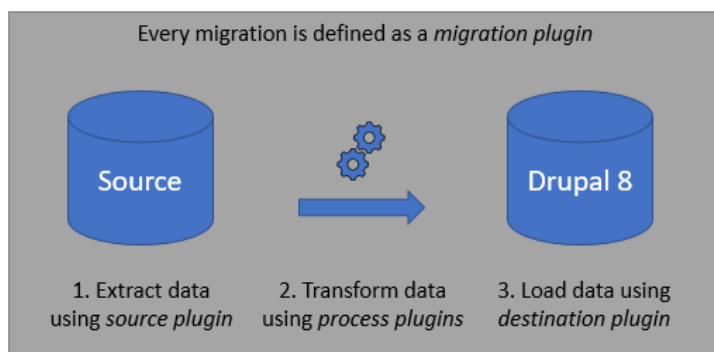 Every migration is defined as a migration plugin
Source
Drupal 8
1. Extract data
using source plugin
2. Transform data
using process plugins
3. Load data using
destination plugin